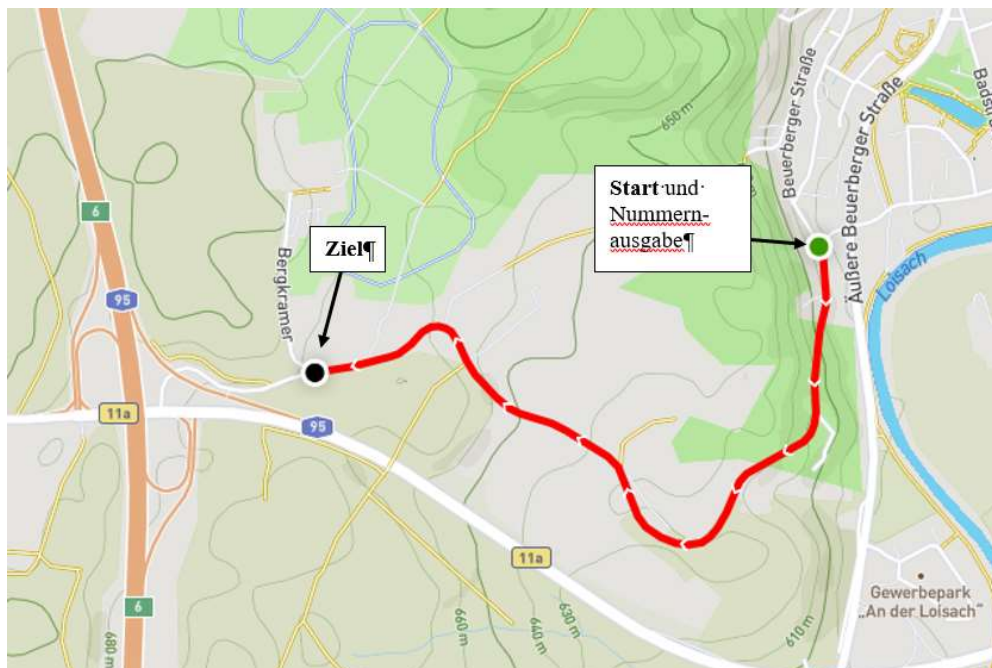 650 m
Beuerberger Straße
Äußere Beuerberger Straße
Badstr
Start·und·
Nummern-
ausgabe¶
6
Ziel¶
Bergkramer
Loisach
95
11a
95
11a
Gewerbepark
„An der Loisach“
6
680 m
660 m
640 m
630 m
610 m